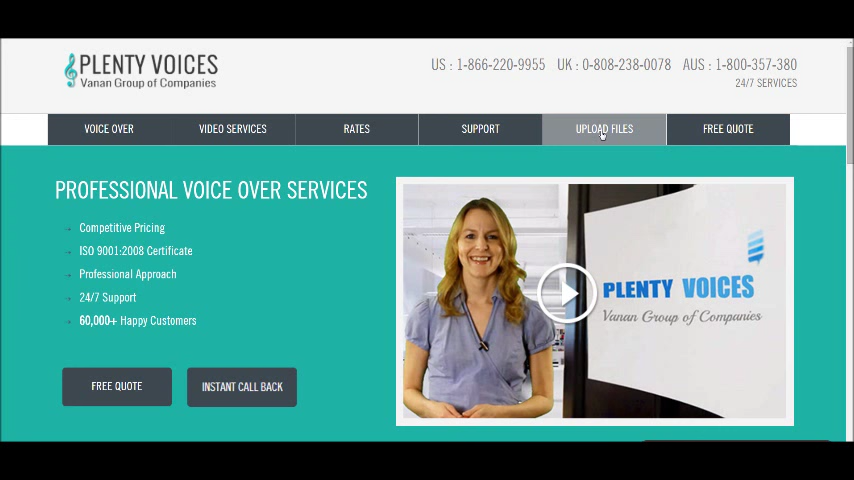 PLENTY VOICES
Vanan Group of Companies
US : 1-866-220-9955 UK : 0-808-238-0078 AUS : 1-800-357-380
24/7 SERVICES
VOICE OVER VIDEO SERVICES RATES SUPPORT UPLOAD FILES FREE QUOTE
PROFESSIONAL VOICE OVER SERVICES
Competitive Pricing
ISO 9001:2008 Certificate
Professional Approach
24/7 Support
60,000+ Happy Customers
FREE QUOTE INSTANT CALL BACK
PLENTY VOICES
Vanan Group of Companies